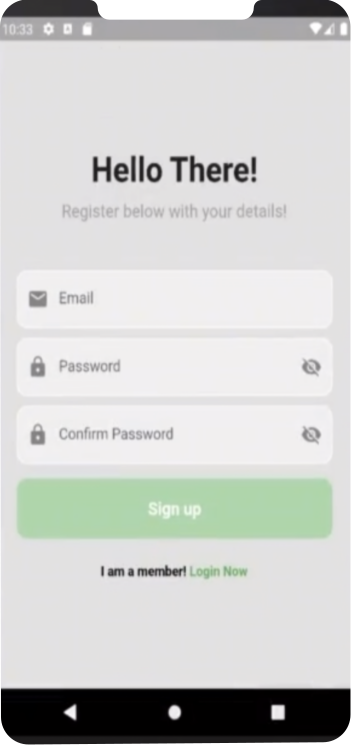 10:33
Hello There!
Register below with your details!
Email
Password
Confirm Password
Sign up
I am a member! Login Now